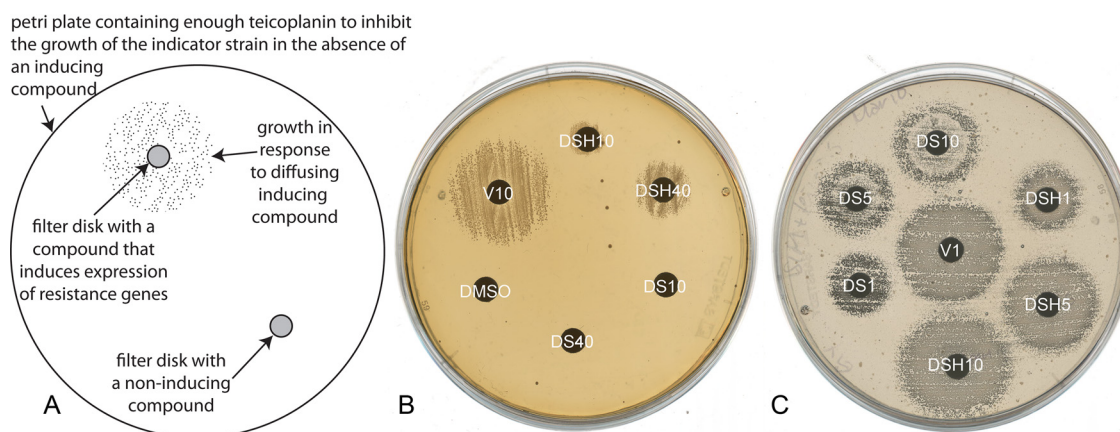 petri plate containing enough teicoplanin to inhibit
the growth of the indicator strain in the absence of
an inducing
compound
growth in
response
to diffusing
inducing
compound
filter disk with a
compound that
induces expression
of resistance genes
filter disk with
a non-inducing
compound
A
DSH10
V10
DSH40
DMSO
DS10
DS40
B
DS10
DS5
DSH1
V1
DS1
DSH5
DSH10
C